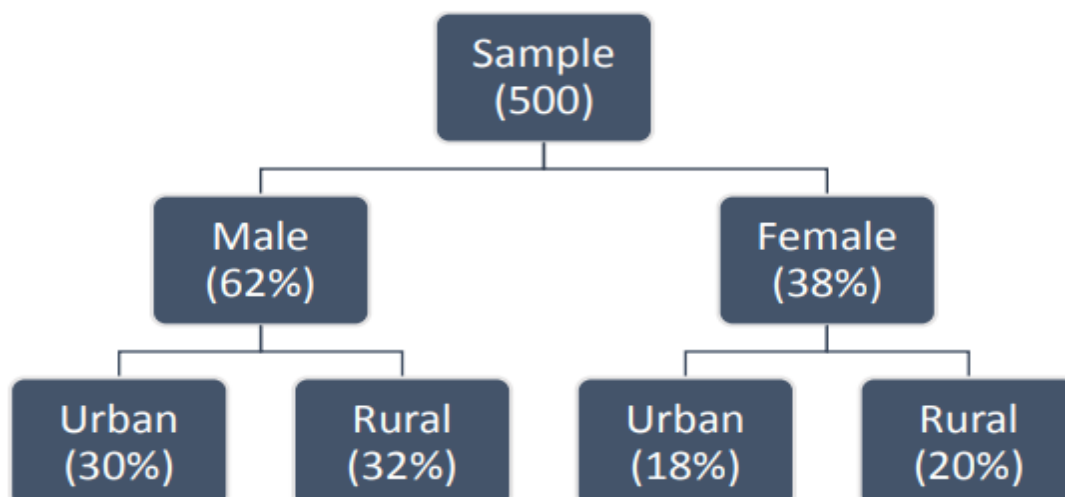 Sample
(500)
Male
(62%)
Female
(38%)
Urban
(30%)
Rural
(32%)
Urban
(18%)
Rural
(20%)